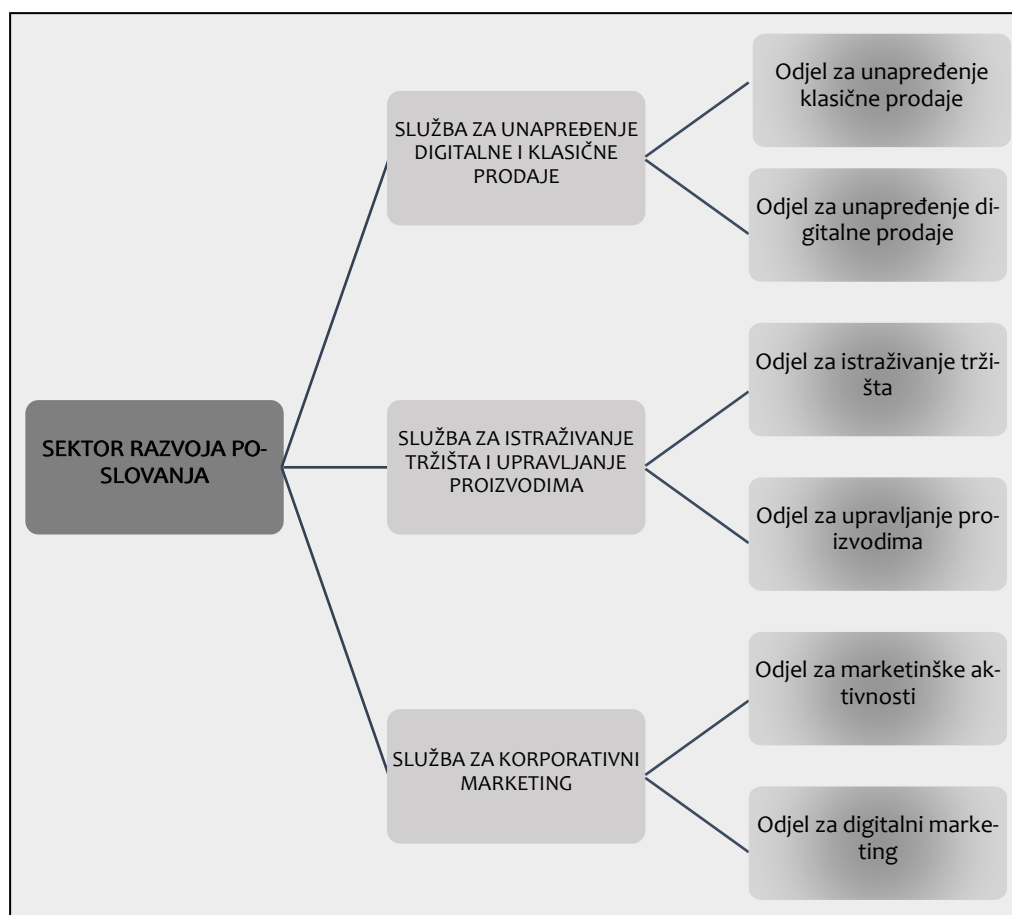 SEKTOR RAZVOJA PO-
SLOVANJA
SLUŽBA ZA UNAPREĐENJE
DIGITALNE I KLASIČNE
PRODAJE
Odjel za unapređenje
klasične prodaje
Odjel za unapređenje di-
gitalne prodaje
SLUŽBA ZA ISTRAŽIVANJE
TRŽIŠTA I UPRAVLJANJE
PROIZVODIMA
Odjel za istraživanje trži-
šta
Odjel za upravljanje pro-
izvodima
SLUŽBA ZA KORPORATIVNI
MARKETING
Odjel za marketinške ak-
tivnosti
Odjel za digitalni marke-
ting